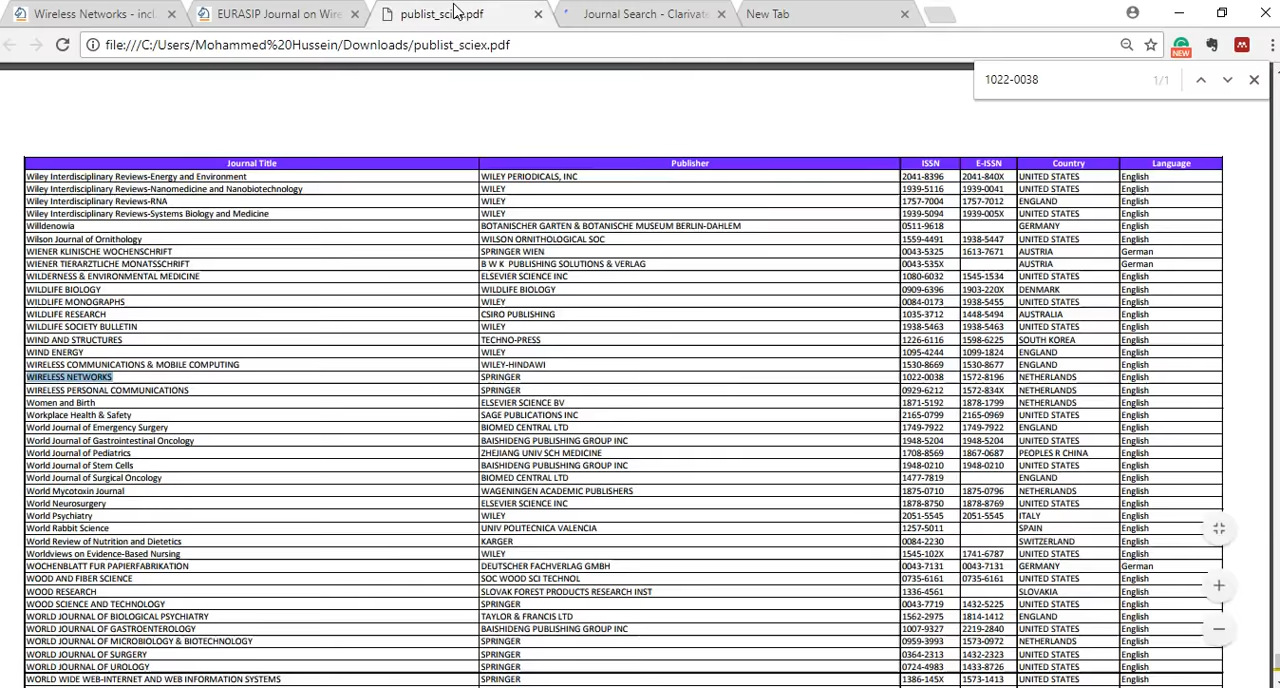 Wireless Networks - incl
EURASIP Journal on Wire
publist_sciex.pdf
Journal Search - Clarivate
New Tab
file:///C:/Users/Mohammed%20Hussein/Downloads/publist_sciex.pdf
NEW
1022-0038 1/1
Journal Title Publisher ISSN E-ISSN Country Language
Wiley Interdisciplinary Reviews-Energy and Environment WILEY PERIODICALS, INC 2041-8396 2041-840X UNITED STATES English
Wiley Interdisciplinary Reviews-Nanomedicine and Nanobiotechnology WILEY 1939-5116 1939-0041 UNITED STATES English
Wiley Interdisciplinary Reviews-RNA WILEY 1757-7004 1757-7012 ENGLAND English
Wiley Interdisciplinary Reviews-Systems Biology and Medicine WILEY 1939-5094 1939-005X UNITED STATES English
Willdenowia BOTANISCHER GARTEN & BOTANISCHE MUSEUM BERLIN-DAHLEM 0511-9618 GERMANY English
Wilson Journal of Ornithology WILSON ORNITHOLOGICAL SOC 1559-4491 1938-5447 UNITED STATES English
WIENER KLINISCHE WOCHENSCHRIFT SPRINGER WIEN 0043-5325 1613-7671 AUSTRIA German
WIENER TIERARZTLICHE MONATSSCHRIFT B W K PUBLISHING SOLUTIONS & VERLAG 0043-535X AUSTRIA German
WILDERNESS & ENVIRONMENTAL MEDICINE ELSEVIER SCIENCE INC 1080-6032 1545-1534 UNITED STATES English
WILDLIFE BIOLOGY WILDLIFE BIOLOGY 0909-6396 1903-220X DENMARK English
WILDLIFE MONOGRAPHS WILEY 0084-0173 1938-5455 UNITED STATES English
WILDLIFE RESEARCH CSIRO PUBLISHING 1035-3712 1448-5494 AUSTRALIA English
WILDLIFE SOCIETY BULLETIN WILEY 1938-5463 1938-5463 UNITED STATES English
WIND AND STRUCTURES TECHNO-PRESS 1226-6116 1598-6225 SOUTH KOREA English
WIND ENERGY WILEY 1095-4244 1099-1824 ENGLAND English
WIRELESS COMMUNICATIONS & MOBILE COMPUTING WILEY-HINDAWI 1530-8669 1530-8677 ENGLAND English
WIRELESS NETWORKS SPRINGER 1022-0038 1572-8196 NETHERLANDS English
WIRELESS PERSONAL COMMUNICATIONS SPRINGER 0929-6212 1572-834X NETHERLANDS English
Women and Birth ELSEVIER SCIENCE BV 1871-5192 1878-1799 NETHERLANDS English
Workplace Health & Safety SAGE PUBLICATIONS INC 2165-0799 2165-0969 UNITED STATES English
World Journal of Emergency Surgery BIOMED CENTRAL LTD 1749-7922 1749-7922 ENGLAND English
World Journal of Gastrointestinal Oncology BAISHIDENG PUBLISHING GROUP INC 1948-5204 1948-5204 UNITED STATES English
World Journal of Pediatrics ZHEJIANG UNIV SCH MEDICINE 1708-8569 1867-0687 PEOPLES R CHINA English
World Journal of Stem Cells BAISHIDENG PUBLISHING GROUP INC 1948-0210 1948-0210 UNITED STATES English
World Journal of Surgical Oncology BIOMED CENTRAL LTD 1477-7819 ENGLAND English
World Mycotoxin Journal WAGENINGEN ACADEMIC PUBLISHERS 1875-0710 1875-0796 NETHERLANDS English
World Neurosurgery ELSEVIER SCIENCE INC 1878-8750 1878-8769 UNITED STATES English
World Psychiatry WILEY 2051-5545 2051-5545 ITALY English
World Rabbit Science UNIV POLITECNICA VALENCIA 1257-5011 SPAIN English
World Review of Nutrition and Dietetics KARGER 0084-2230 SWITZERLAND English
Worldviews on Evidence-Based Nursing WILEY 1545-102X 1741-6787 UNITED STATES English
WOCHENBLATT FUR PAPIERFABRIKATION DEUTSCHER FACHVERLAG GMBH 0043-7131 0043-7131 GERMANY German
WOOD AND FIBER SCIENCE SOC WOOD SCI TECHNOL 0735-6161 0735-6161 UNITED STATES English
WOOD RESEARCH SLOVAK FOREST PRODUCTS RESEARCH INST 1336-4561 SLOVAKIA English
WOOD SCIENCE AND TECHNOLOGY SPRINGER 0043-7719 1432-5225 UNITED STATES English
WORLD JOURNAL OF BIOLOGICAL PSYCHIATRY TAYLOR & FRANCIS LTD 1562-2975 1814-1412 ENGLAND English
WORLD JOURNAL OF GASTROENTEROLOGY BAISHIDENG PUBLISHING GROUP INC 1007-9327 2219-2840 UNITED STATES English
WORLD JOURNAL OF MICROBIOLOGY & BIOTECHNOLOGY SPRINGER 0959-3993 1573-0972 NETHERLANDS English
WORLD JOURNAL OF SURGERY SPRINGER 0364-2313 1432-2323 UNITED STATES English
WORLD JOURNAL OF UROLOGY SPRINGER 0724-4983 1433-8726 UNITED STATES English
WORLD WIDE WEB-INTERNET AND WEB INFORMATION SYSTEMS SPRINGER 1386-145X 1573-1413 UNITED STATES English